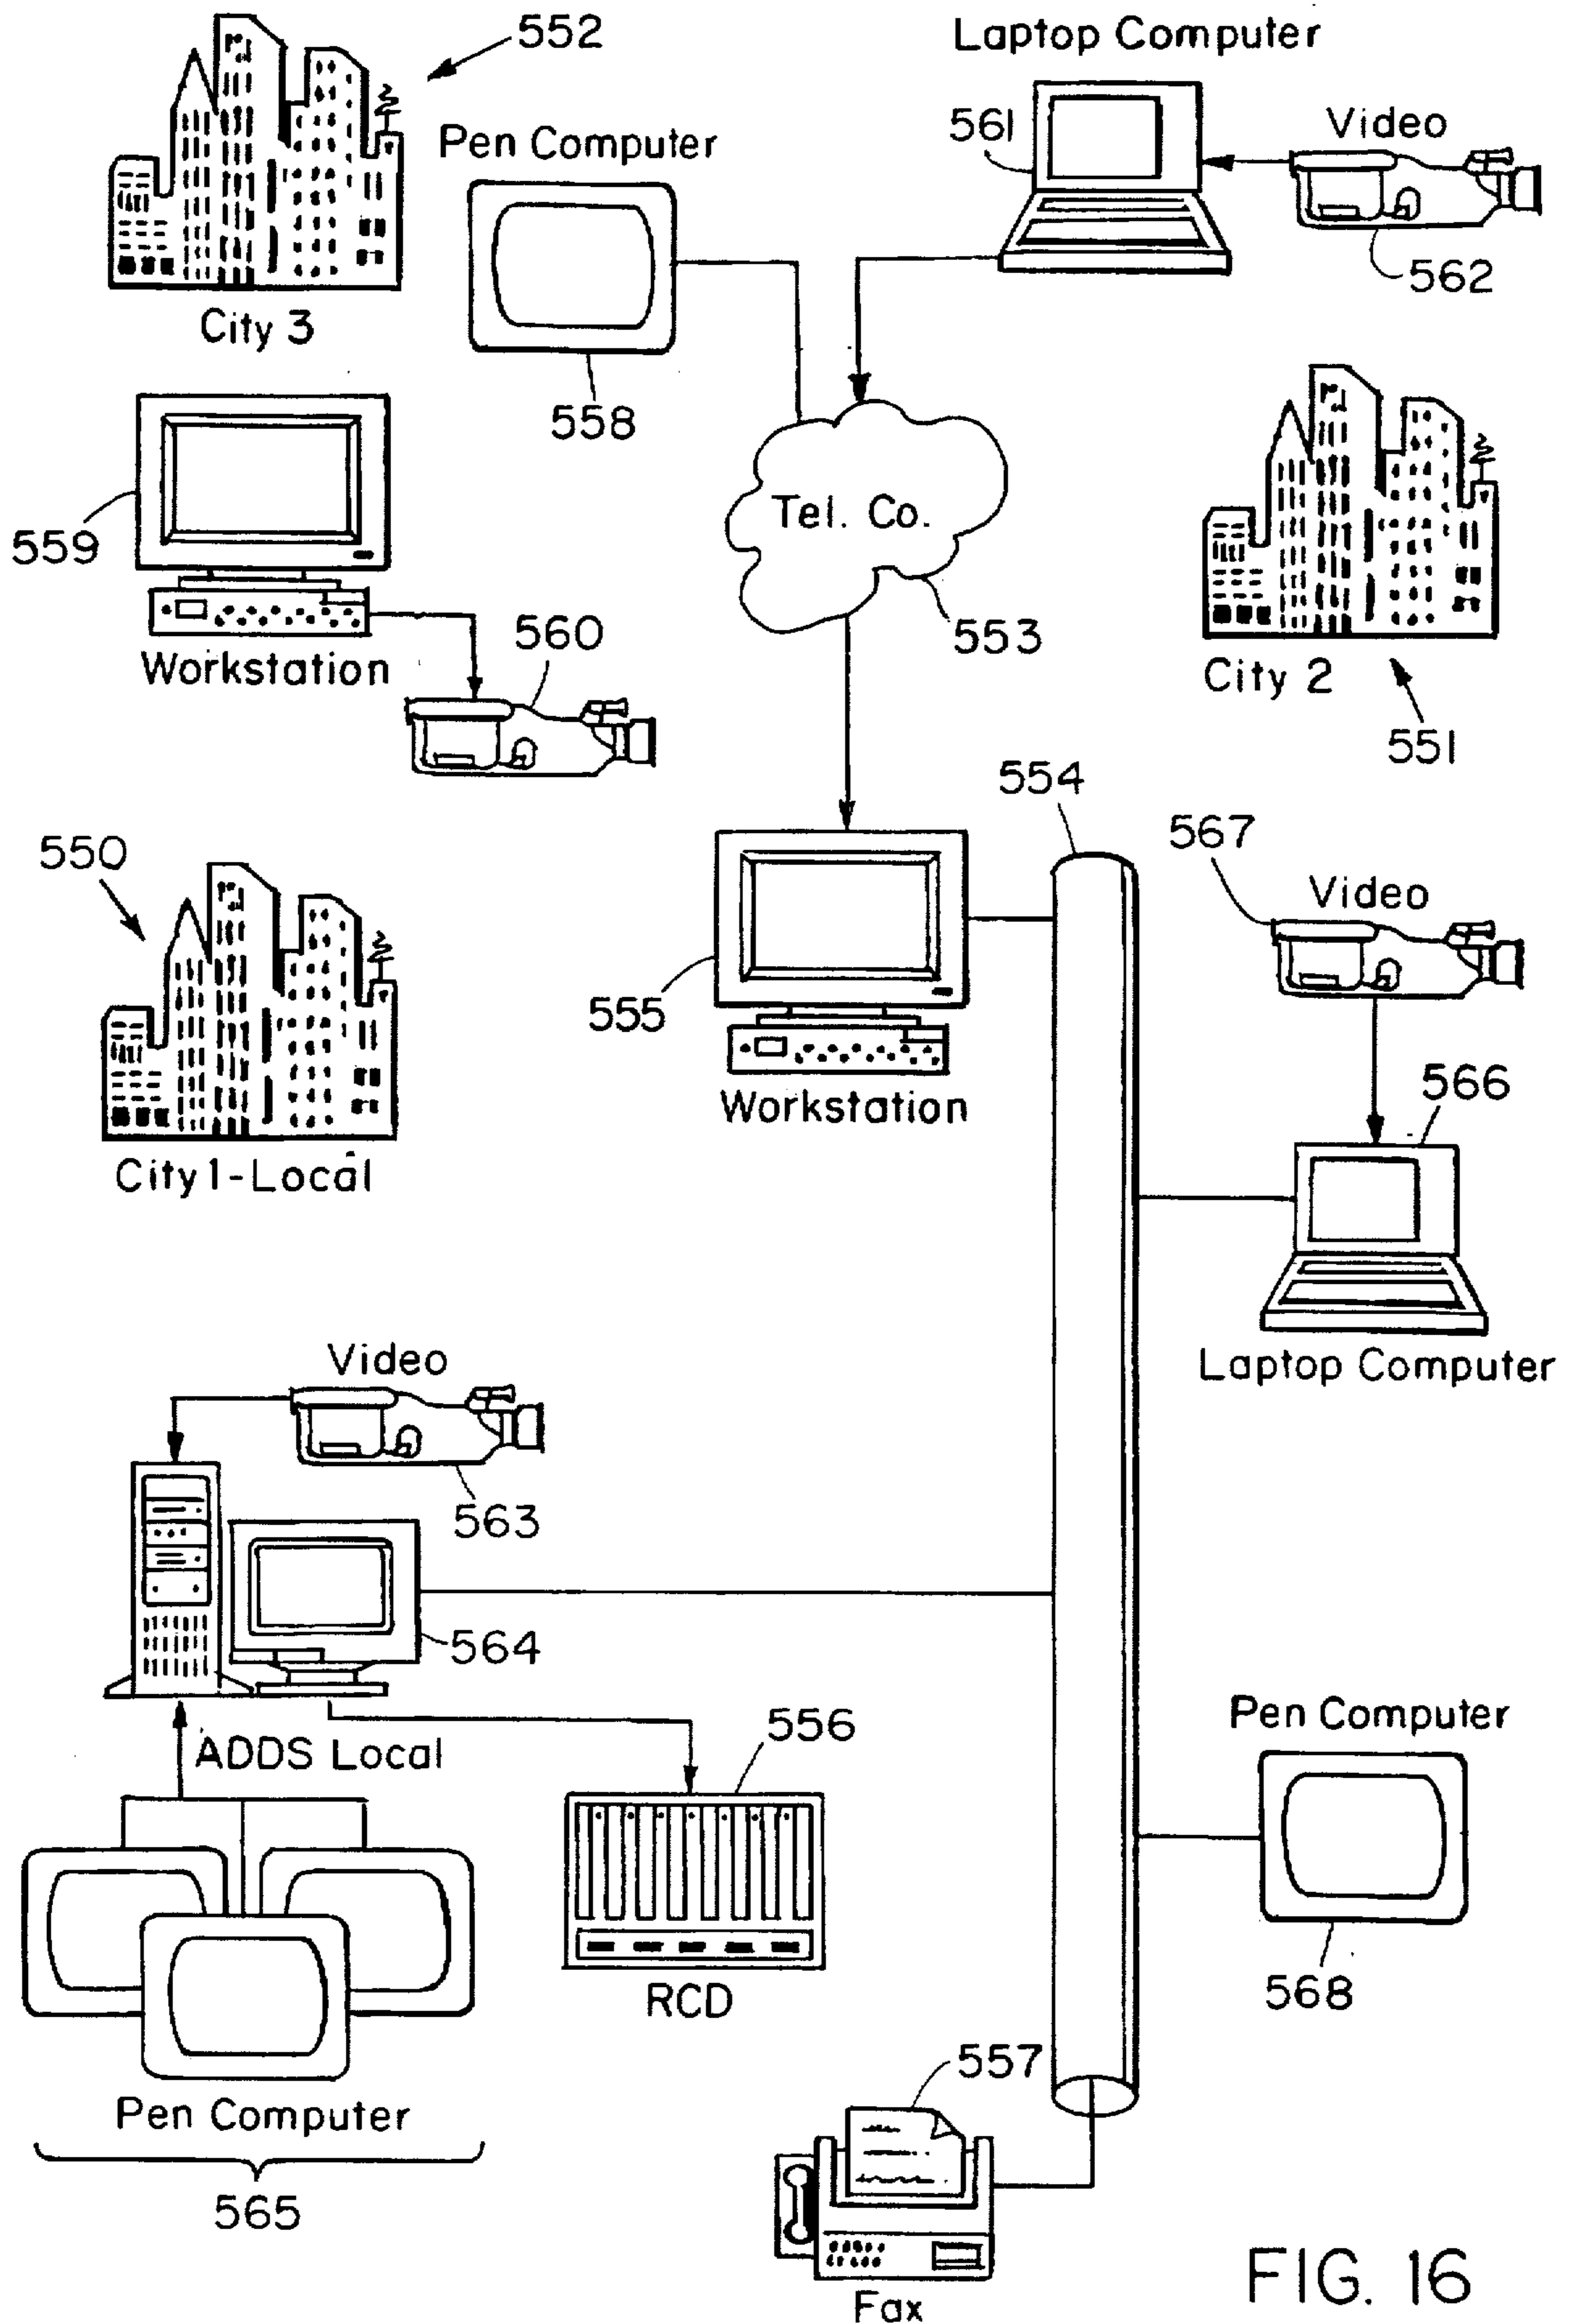 552
Laptop Computer
Pen Computer
561
Video
562
City 3
558
Tel. Co.
559
553
560
Workstation
City 2
551
554
550
567
Video
555
566
Workstation
City 1 - Local
Laptop Computer
Video
563
564
556
Pen Computer
ADDS Local
RCD
568
557
Pen Computer
565
Fax
FIG. 16